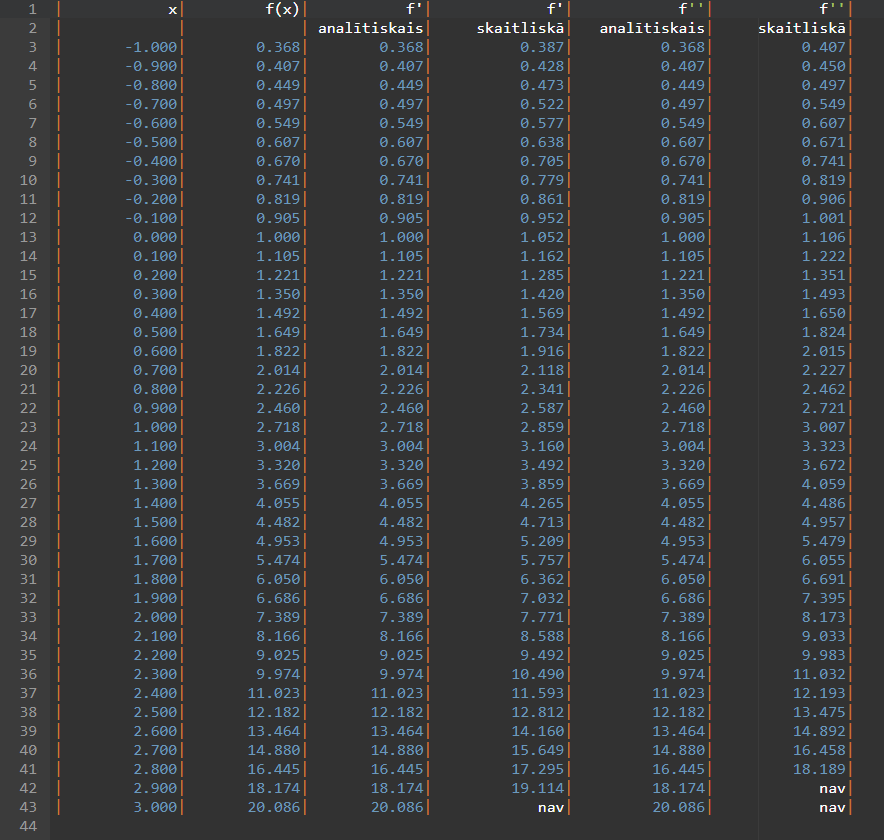 1 | x| f(x)| f'| f'| f''| f''|
2 | | | analītiskais| skaitliskā| analītiskais| skaitliskā|
3 | -1.000| 0.368| 0.368| 0.387| 0.368| 0.407|
4 | -0.900| 0.407| 0.407| 0.428| 0.407| 0.450|
5 | -0.800| 0.449| 0.449| 0.473| 0.449| 0.497|
6 | -0.700| 0.497| 0.497| 0.522| 0.497| 0.549|
7 | -0.600| 0.549| 0.549| 0.577| 0.549| 0.607|
8 | -0.500| 0.607| 0.607| 0.638| 0.607| 0.671|
9 | -0.400| 0.670| 0.670| 0.705| 0.670| 0.741|
10 | -0.300| 0.741| 0.741| 0.779| 0.741| 0.819|
11 | -0.200| 0.819| 0.819| 0.861| 0.819| 0.906|
12 | -0.100| 0.905| 0.905| 0.952| 0.905| 1.001|
13 | 0.000| 1.000| 1.000| 1.052| 1.000| 1.106|
14 | 0.100| 1.105| 1.105| 1.162| 1.105| 1.222|
15 | 0.200| 1.221| 1.221| 1.285| 1.221| 1.351|
16 | 0.300| 1.350| 1.350| 1.420| 1.350| 1.493|
17 | 0.400| 1.492| 1.492| 1.569| 1.492| 1.650|
18 | 0.500| 1.649| 1.649| 1.734| 1.649| 1.824|
19 | 0.600| 1.822| 1.822| 1.916| 1.822| 2.015|
20 | 0.700| 2.014| 2.014| 2.118| 2.014| 2.227|
21 | 0.800| 2.226| 2.226| 2.341| 2.226| 2.462|
22 | 0.900| 2.460| 2.460| 2.587| 2.460| 2.721|
23 | 1.000| 2.718| 2.718| 2.859| 2.718| 3.007|
24 | 1.100| 3.004| 3.004| 3.160| 3.004| 3.323|
25 | 1.200| 3.320| 3.320| 3.492| 3.320| 3.672|
26 | 1.300| 3.669| 3.669| 3.859| 3.669| 4.059|
27 | 1.400| 4.055| 4.055| 4.265| 4.055| 4.486|
28 | 1.500| 4.482| 4.482| 4.713| 4.482| 4.957|
29 | 1.600| 4.953| 4.953| 5.209| 4.953| 5.479|
30 | 1.700| 5.474| 5.474| 5.757| 5.474| 6.055|
31 | 1.800| 6.050| 6.050| 6.362| 6.050| 6.691|
32 | 1.900| 6.686| 6.686| 7.032| 6.686| 7.395|
33 | 2.000| 7.389| 7.389| 7.771| 7.389| 8.173|
34 | 2.100| 8.166| 8.166| 8.588| 8.166| 9.033|
35 | 2.200| 9.025| 9.025| 9.492| 9.025| 9.983|
36 | 2.300| 9.974| 9.974| 10.490| 9.974| 11.032|
37 | 2.400| 11.023| 11.023| 11.593| 11.023| 12.193|
38 | 2.500| 12.182| 12.182| 12.812| 12.182| 13.475|
39 | 2.600| 13.464| 13.464| 14.160| 13.464| 14.892|
40 | 2.700| 14.880| 14.880| 15.649| 14.880| 16.458|
41 | 2.800| 16.445| 16.445| 17.295| 16.445| 18.189|
42 | 2.900| 18.174| 18.174| 19.114| 18.174| nav|
43 | 3.000| 20.086| 20.086| nav| 20.086| nav|
44